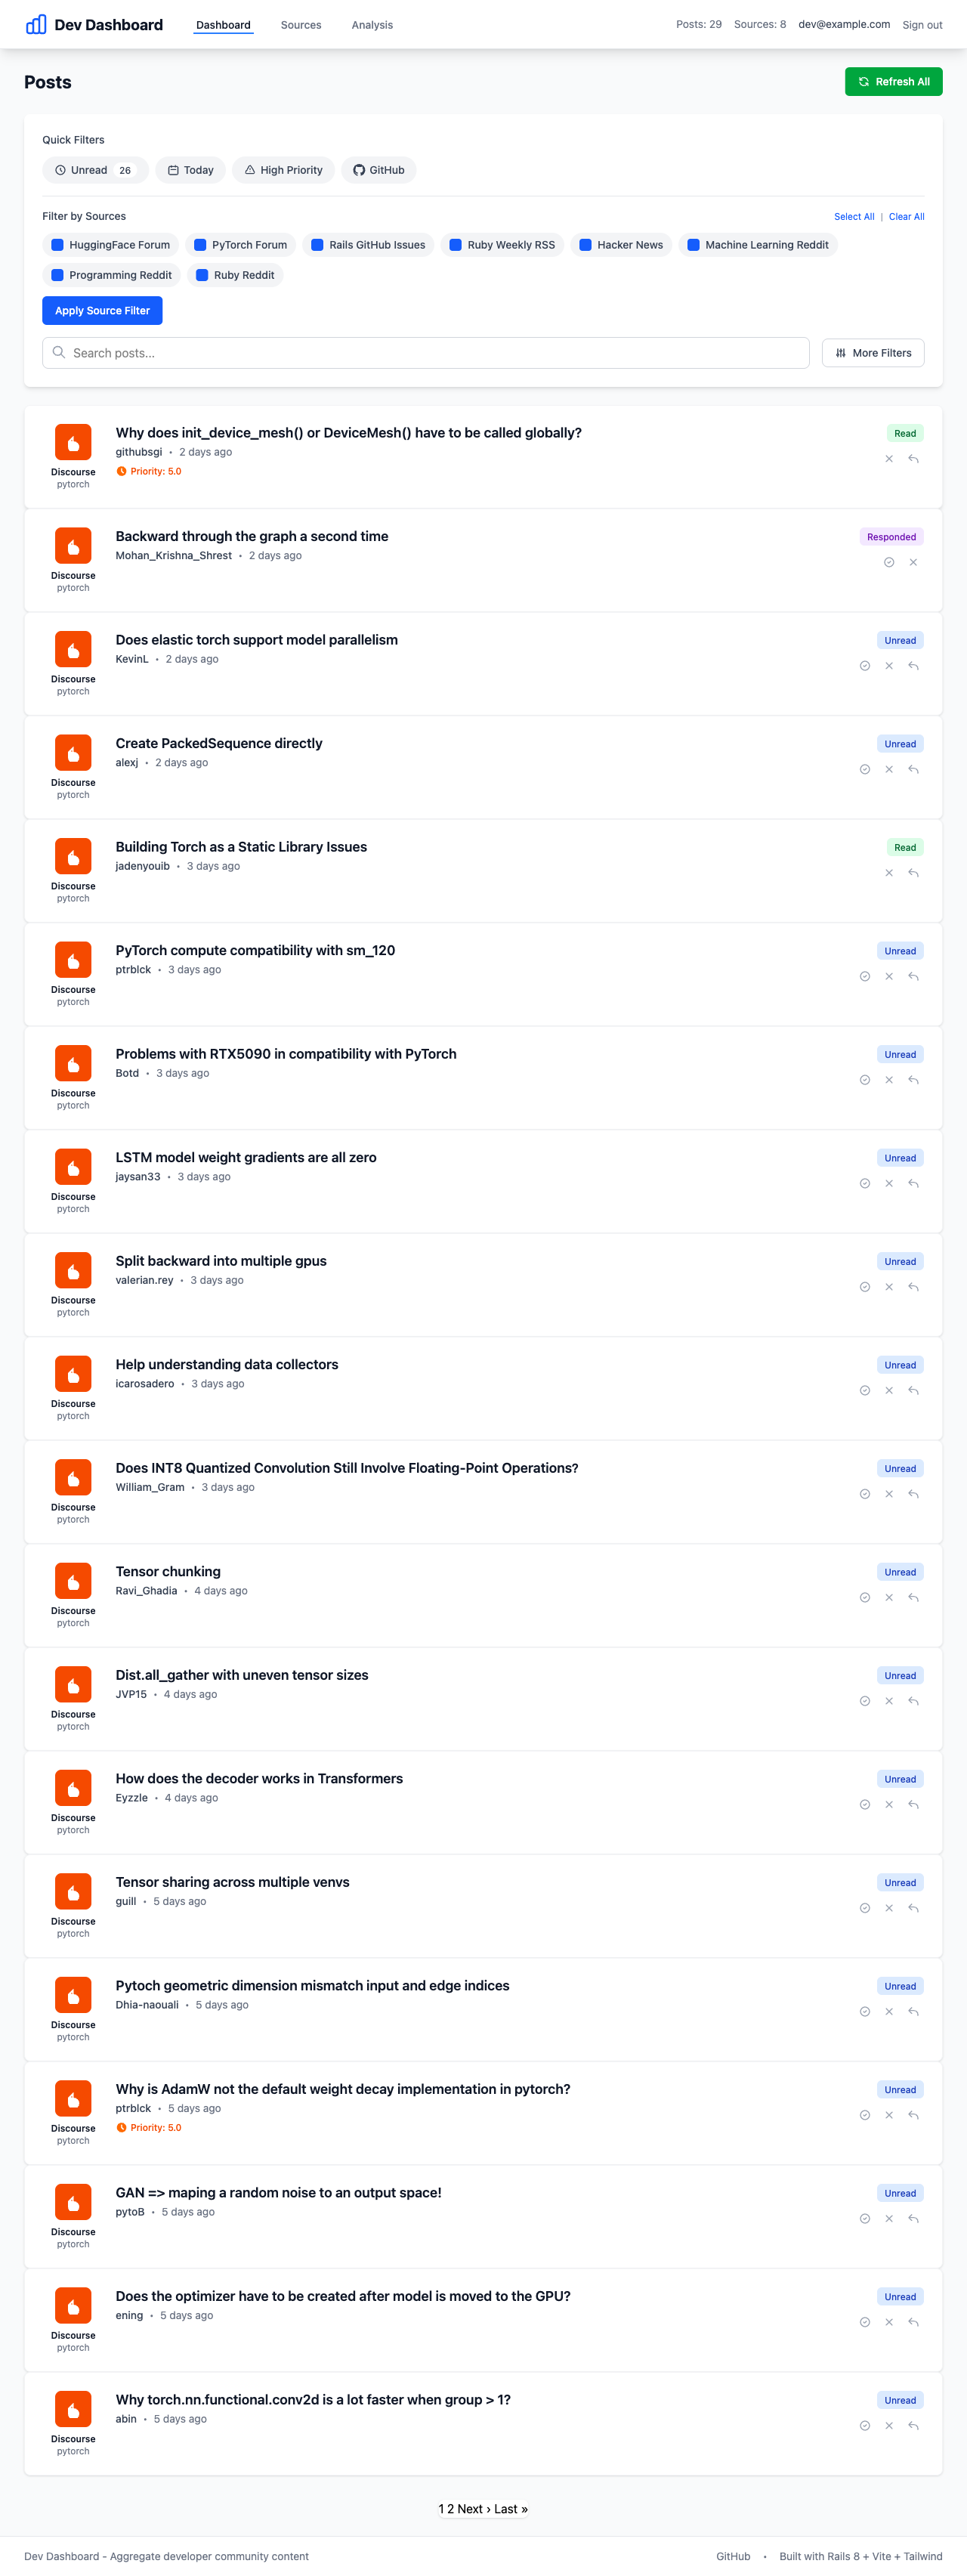 Dev Dashboard Dashboard Sources Analysis Posts: 29 Sources: 8 dev@example.com Sign out
Posts Refresh All
Quick Filters
Unread 26 Today High Priority GitHub
Filter by Sources Select All | Clear All
HuggingFace Forum PyTorch Forum Rails GitHub Issues Ruby Weekly RSS Hacker News Machine Learning Reddit
Programming Reddit Ruby Reddit
Apply Source Filter
Search posts... More Filters
Why does init_device_mesh() or DeviceMesh() have to be called globally? Read
githubsgi • 2 days ago
Priority: 5.0
Discourse
pytorch
Backward through the graph a second time Responded
Mohan_Krishna_Shrest • 2 days ago
Discourse
pytorch
Does elastic torch support model parallelism Unread
KevinL • 2 days ago
Discourse
pytorch
Create PackedSequence directly Unread
alexj • 2 days ago
Discourse
pytorch
Building Torch as a Static Library Issues Read
jadenyouib • 3 days ago
Discourse
pytorch
PyTorch compute compatibility with sm_120 Unread
ptrblck • 3 days ago
Discourse
pytorch
Problems with RTX5090 in compatibility with PyTorch Unread
Botd • 3 days ago
Discourse
pytorch
LSTM model weight gradients are all zero Unread
jaysan33 • 3 days ago
Discourse
pytorch
Split backward into multiple gpus Unread
valerian.rey • 3 days ago
Discourse
pytorch
Help understanding data collectors Unread
icarosadero • 3 days ago
Discourse
pytorch
Does INT8 Quantized Convolution Still Involve Floating-Point Operations? Unread
William_Gram • 3 days ago
Discourse
pytorch
Tensor chunking Unread
Ravi_Ghadia • 4 days ago
Discourse
pytorch
Dist.all_gather with uneven tensor sizes Unread
JVP15 • 4 days ago
Discourse
pytorch
How does the decoder works in Transformers Unread
Eyzzle • 4 days ago
Discourse
pytorch
Tensor sharing across multiple venvs Unread
guill • 5 days ago
Discourse
pytorch
Pytoch geometric dimension mismatch input and edge indices Unread
Dhia-naouali • 5 days ago
Discourse
pytorch
Why is AdamW not the default weight decay implementation in pytorch? Unread
ptrblck • 5 days ago
Priority: 5.0
Discourse
pytorch
GAN => maping a random noise to an output space! Unread
pytoB • 5 days ago
Discourse
pytorch
Does the optimizer have to be created after model is moved to the GPU? Unread
ening • 5 days ago
Discourse
pytorch
Why torch.nn.functional.conv2d is a lot faster when group > 1? Unread
abin • 5 days ago
Discourse
pytorch
1 2 Next › Last »
Dev Dashboard - Aggregate developer community content GitHub • Built with Rails 8 + Vite + Tailwind